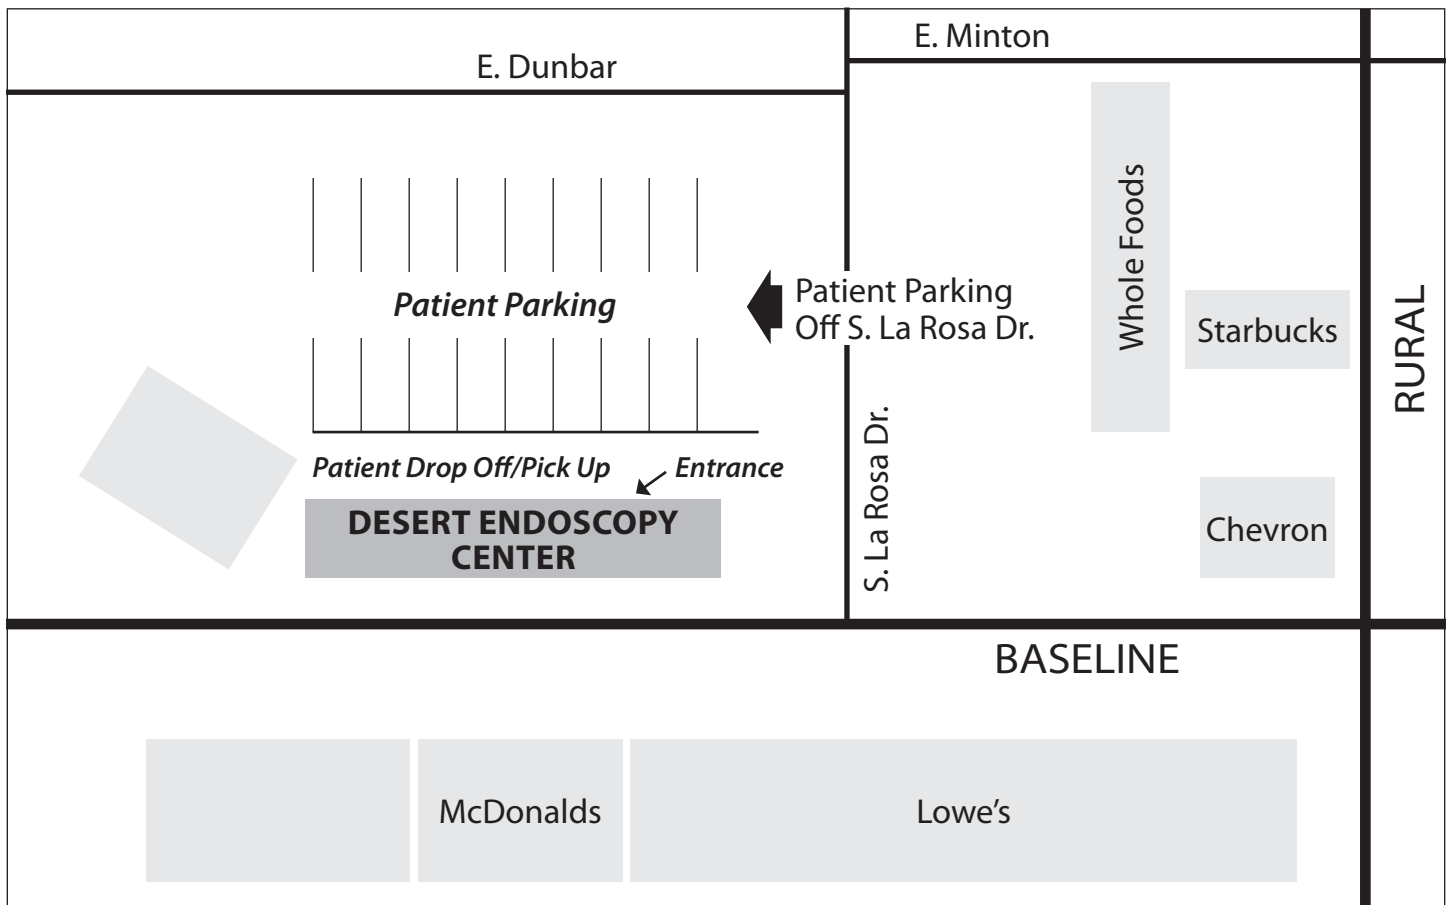 E. Minton
E. Dunbar
Whole Foods
Patient Parking
Patient Parking
Off S. La Rosa Dr.
Starbucks
RURAL
S. La Rosa Dr.
Patient Drop Off/Pick Up
Entrance
DESERT ENDOSCOPY
CENTER
Chevron
BASELINE
McDonalds
Lowe's